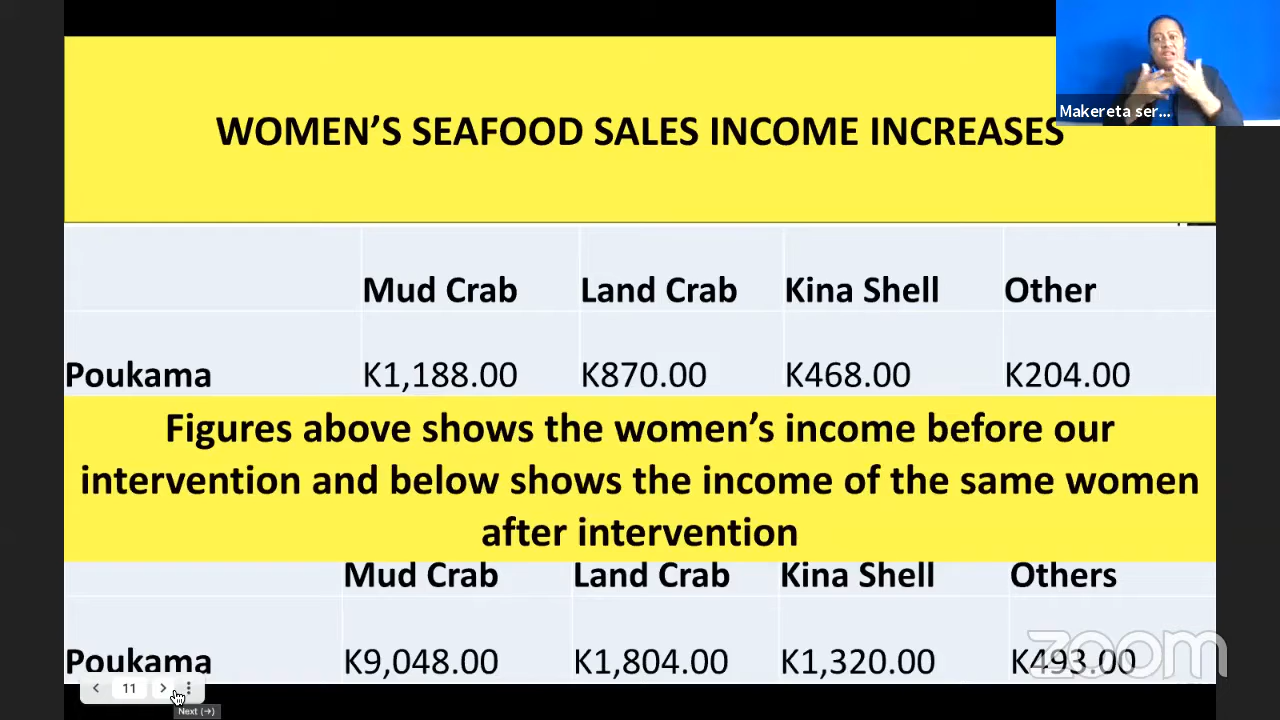 Makereta ser...
WOMEN’S SEAFOOD SALES INCOME INCREASES
Mud Crab Land Crab Kina Shell Other
Poukama K1,188.00 K870.00 K468.00 K204.00
Figures above shows the women’s income before our
intervention and below shows the income of the same women
after intervention
Mud Crab Land Crab Kina Shell Others
Poukama K9,048.00 K1,804.00 K1,320.00 K493.00
zoom
11
Next (→)